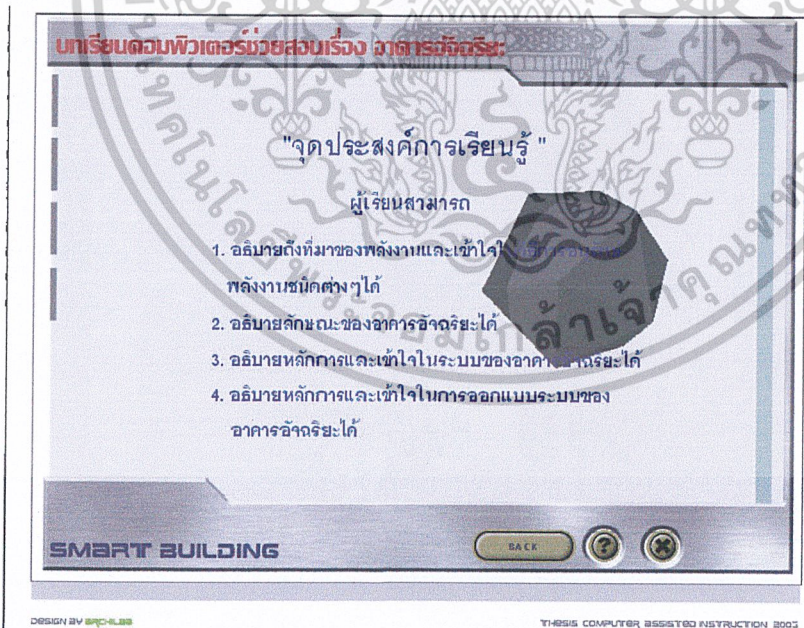 บทเรียนคอมพิวเตอร์ช่วยสอนเรื่อง อาคารอัจฉริยะ
"จุดประสงค์การเรียนรู้ "
ผู้เรียนสามารถ
1. อธิบายถึงที่มาของพลังงานและเข้าใจ
พลังงานชนิดต่างๆได้
2. อธิบายลักษณะของอาคารอัจฉริยะได้
3. อธิบายหลักการและเข้าใจในระบบของอาคารอัจฉริยะได้
4. อธิบายหลักการและเข้าใจในการออกแบบระบบของ
อาคารอัจฉริยะได้
SMART BUILDING
BACK
?
DESIGN BY ARCHILAB
THESIS COMPUTER ASSISTED INSTRUCTION 2003